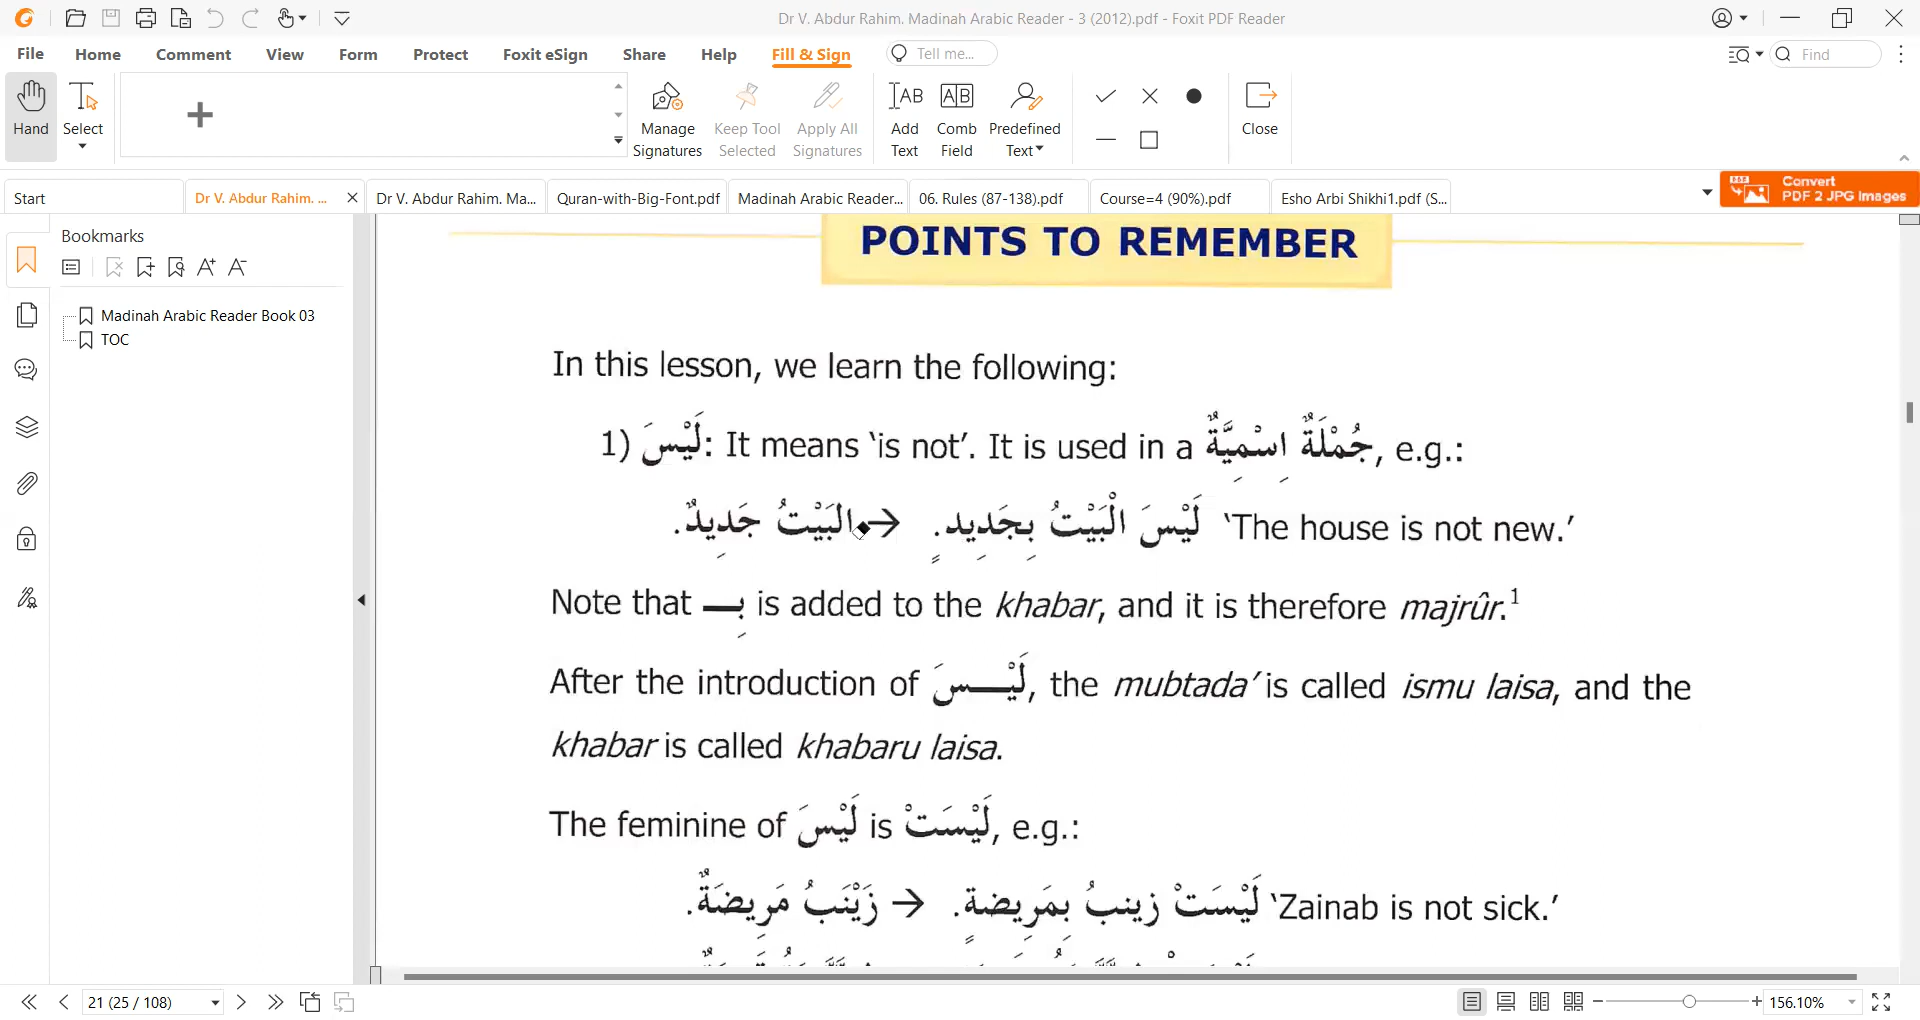 Dr V. Abdur Rahim. Madinah Arabic Reader - 3 (2012).pdf - Foxit PDF Reader
File Home Comment View Form Protect Foxit eSign Share Help Fill & Sign Tell me... Find
Hand Select Manage Signatures Keep Tool Selected Apply All Signatures Add Text Comb Field Predefined Text Close
Start Dr V. Abdur Rahim. ... Dr V. Abdur Rahim. Ma... Quran-with-Big-Font.pdf Madinah Arabic Reader... 06. Rules (87-138).pdf Course=4 (90%).pdf Esho Arbi Shikhi1.pdf (S... PDF Convert PDF 2 JPG Images
Bookmarks
Madinah Arabic Reader Book 03
TOC
POINTS TO REMEMBER
In this lesson, we learn the following:
1) لَيْسَ: It means ‘is not’. It is used in a جُمْلَةٌ اِسْمِيَّةٌ, e.g.:
البَيْتُ جَدِيدٌ. → لَيْسَ الْبَيْتُ بِجَدِيدٍ. ‘The house is not new.’
Note that بِـ is added to the khabar, and it is therefore majrûr.¹
After the introduction of لَيْـــسَ, the mubtada’ is called ismu laisa, and the
khabar is called khabaru laisa.
The feminine of لَيْسَ is لَيْسَتْ, e.g.:
زَيْنَبُ مَرِيضَةٌ. → لَيْسَتْ زينبُ بِمَرِيضةٍ. ‘Zainab is not sick.’
21 (25 / 108) 156.10%